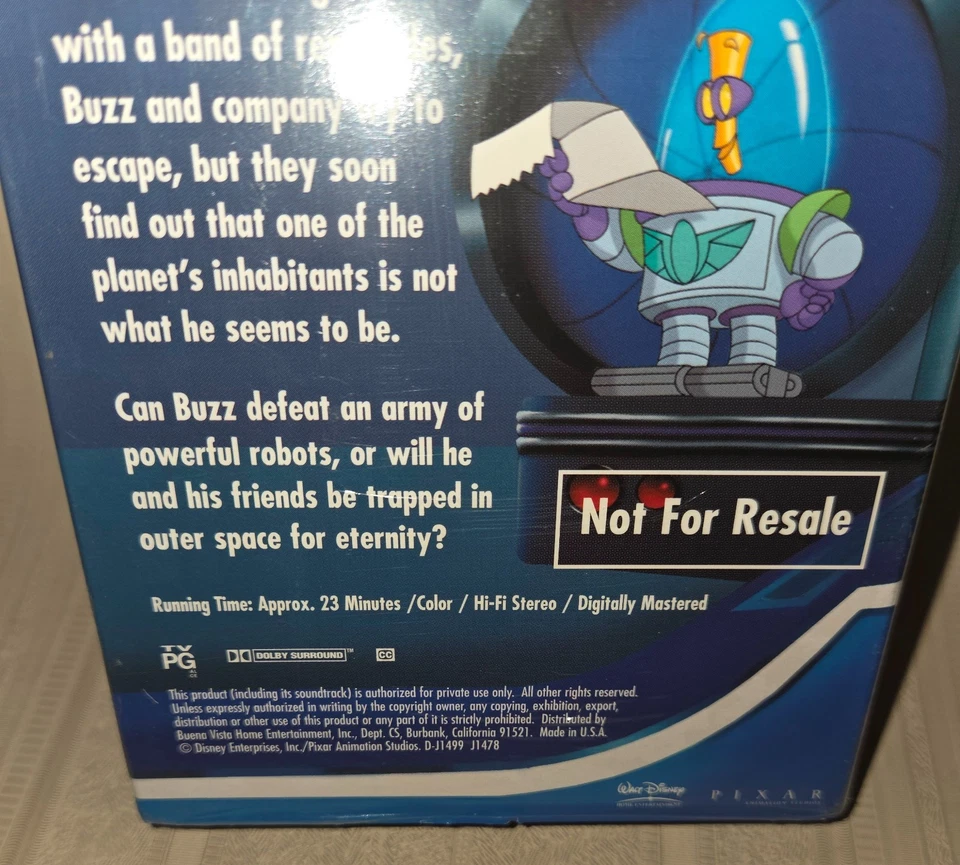 with a band of
Buzz and company to
escape, but they soon
find out that one of the
planet's inhabitants is not
what he seems to be.
Can Buzz defeat an army of
powerful robots, or will he
and his friends be trapped in
outer space for eternity?
Not For Resale
Running Time: Approx. 23 Minutes /Color / Hi-Fi Stereo / Digitally Mastered
TV
PG
DOLBY SURROUND™
CC
This product (including its soundtrack) is authorized for private use only. All other rights reserved.
Unless expressly authorized in writing by the copyright owner, any copying, exhibition, export,
distribution or other use of this product or any part of it is strictly prohibited. Distributed by
Buena Vista Home Entertainment, Inc., Dept. CS, Burbank, California 91521. Made in U.S.A.
© Disney Enterprises, Inc./Pixar Animation Studios. D-J1499 J1478
Walt Disney
HOME ENTERTAINMENT
PIXAR
ANIMATION STUDIOS